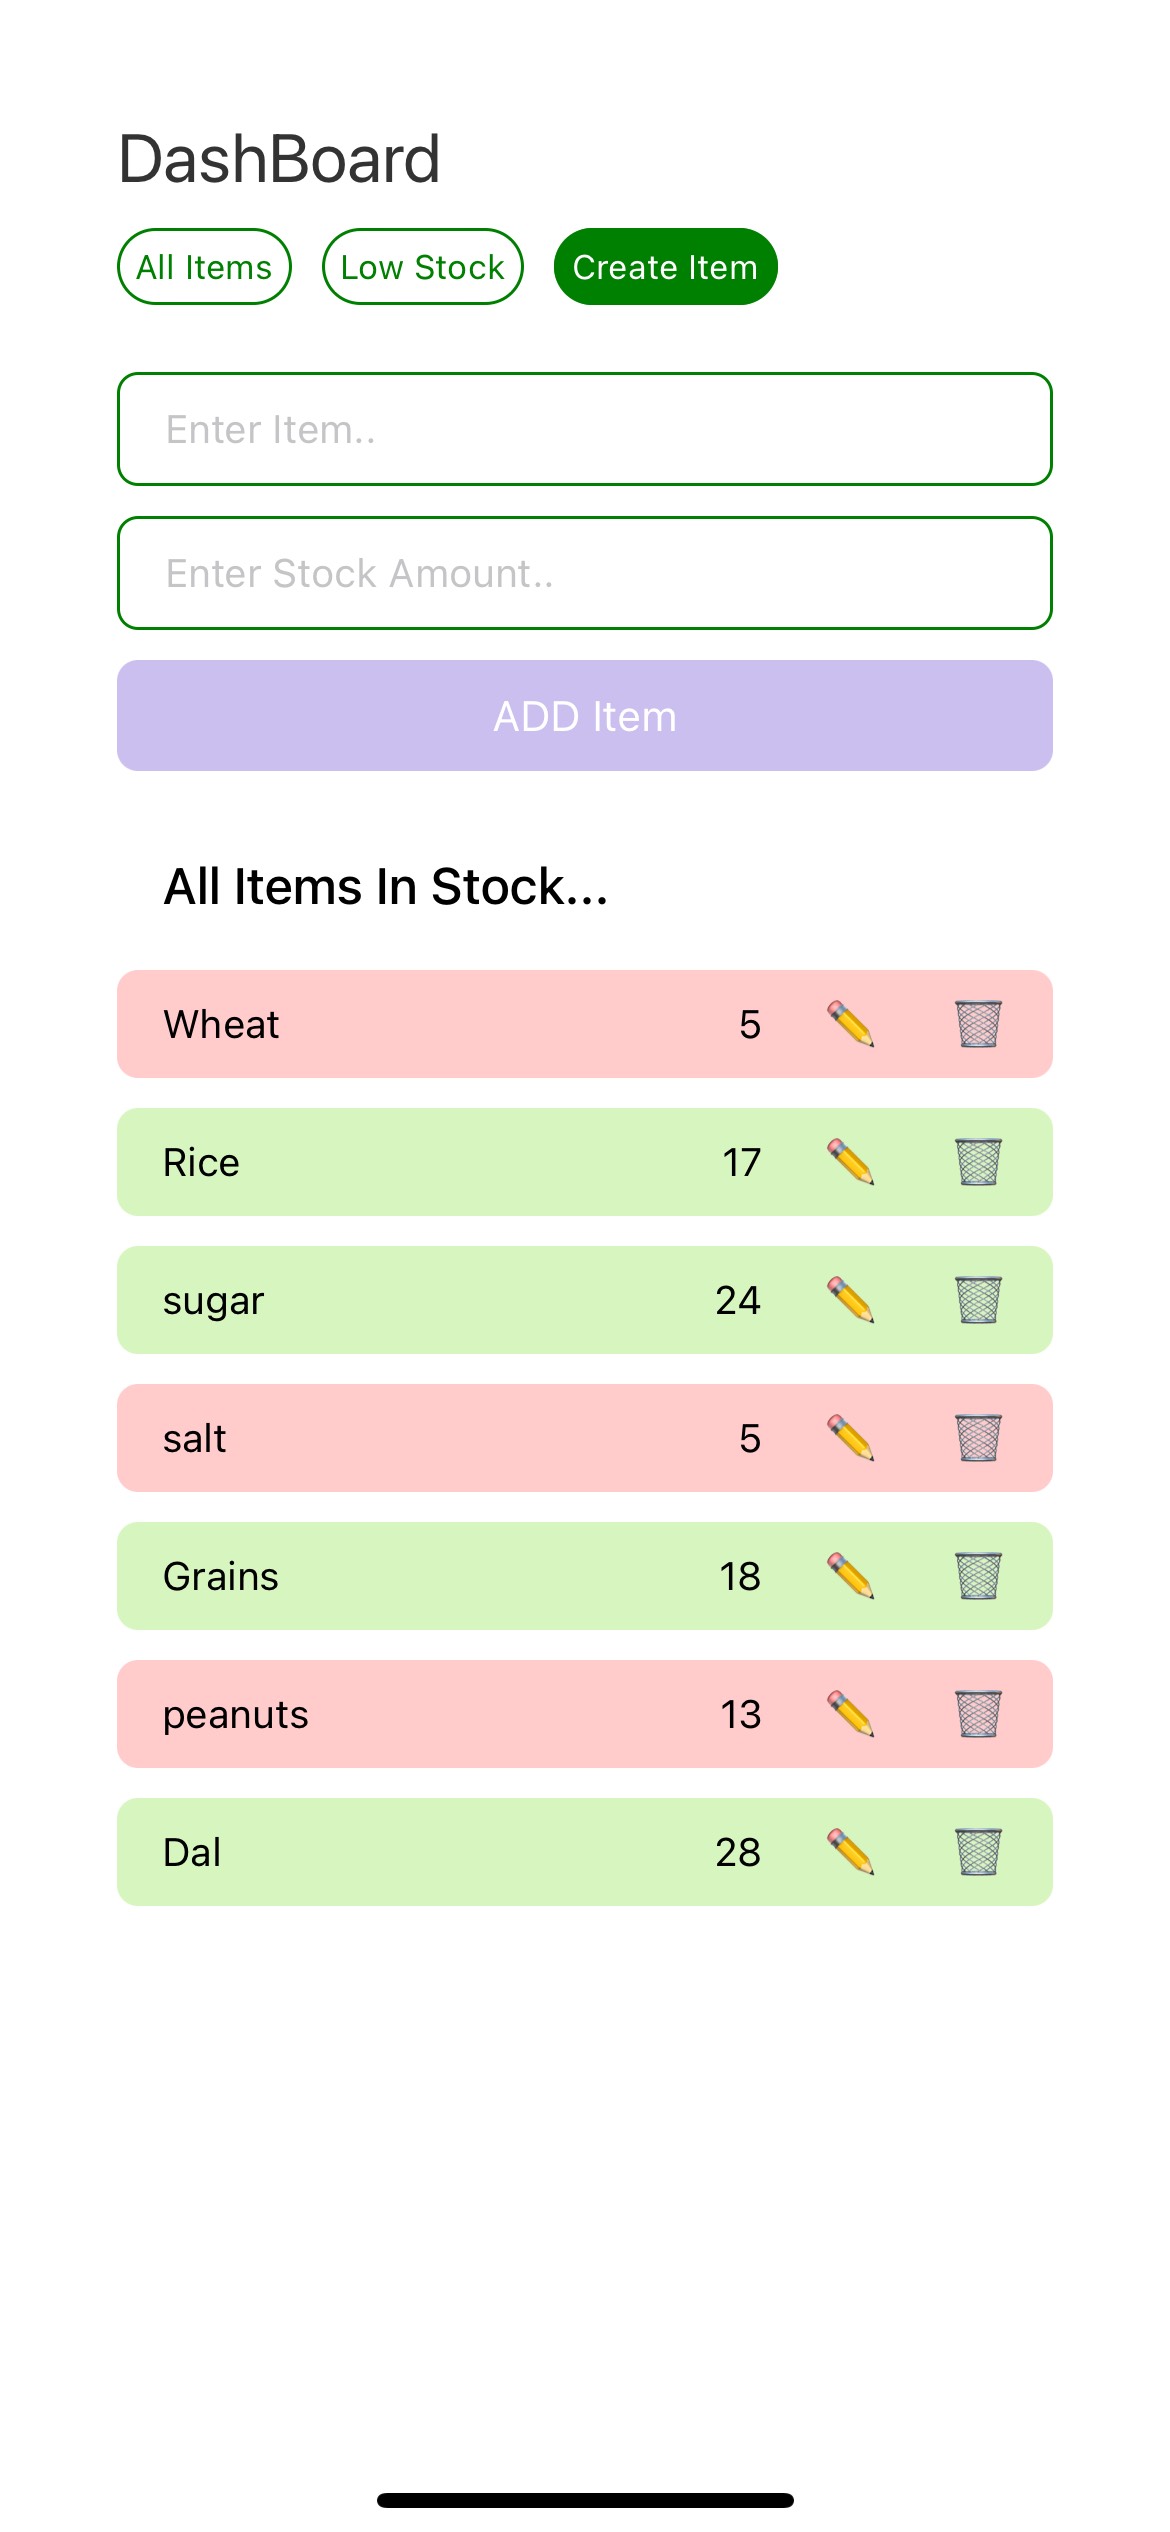 DashBoard
All Items Low Stock Create Item
Enter Item..
Enter Stock Amount..
ADD Item
All Items In Stock...
Wheat 5
Rice 17
sugar 24
salt 5
Grains 18
peanuts 13
Dal 28